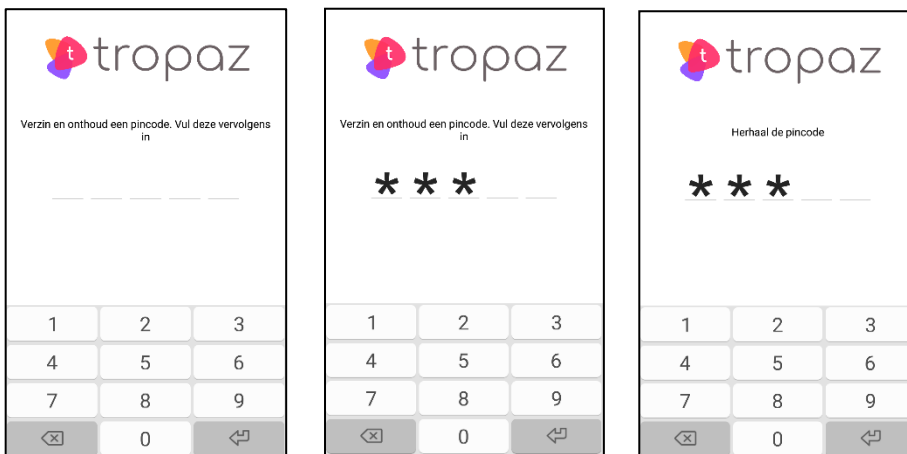 t tropaz
Verzin en onthoud een pincode. Vul deze vervolgens
in
1 2 3
4 5 6
7 8 9
0
t tropaz
Verzin en onthoud een pincode. Vul deze vervolgens
in
* * *
1 2 3
4 5 6
7 8 9
0
t tropaz
Herhaal de pincode
* * *
1 2 3
4 5 6
7 8 9
0